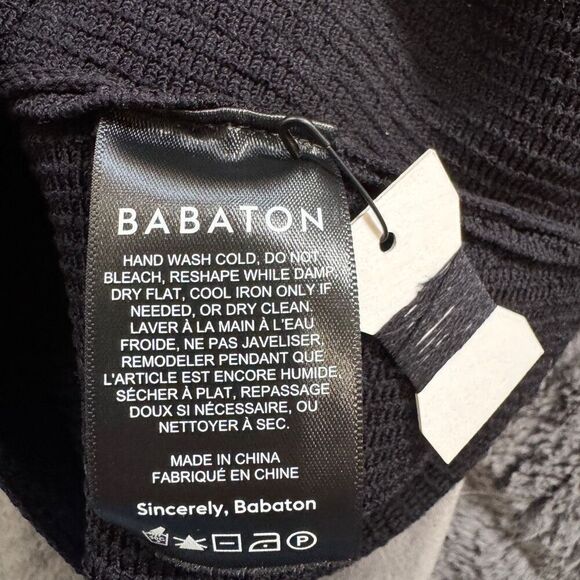 BABATON
HAND WASH COLD, DO NOT
BLEACH, RESHAPE WHILE DAMP,
DRY FLAT, COOL IRON ONLY IF
NEEDED, OR DRY CLEAN.
LAVER À LA MAIN À L'EAU
FROIDE, NE PAS JAVELISER,
REMODELER PENDANT QUE
L'ARTICLE EST ENCORE HUMIDE,
SÉCHER À PLAT, REPASSAGE
DOUX SI NÉCESSAIRE, OU
NETTOYER À SEC.
MADE IN CHINA
FABRIQUÉ EN CHINE
Sincerely, Babaton
P